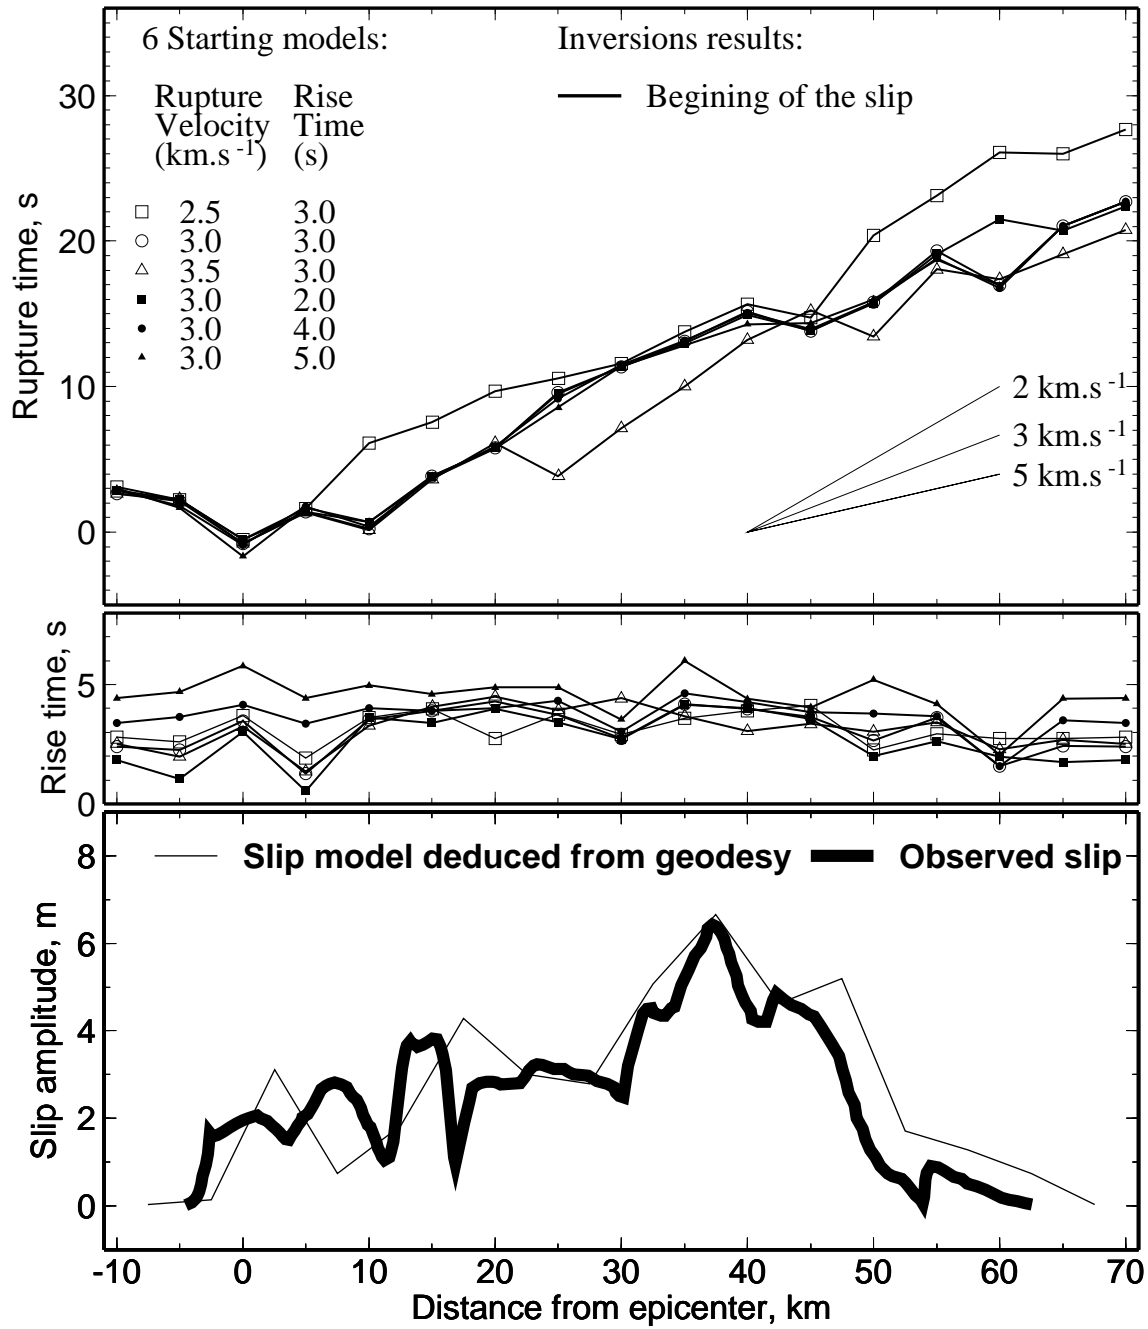 6 Starting models:
Inversions results:
Rupture Velocity (km.s -1)
Rise Time (s)
Begining of the slip
2.5 3.0
3.0 3.0
3.5 3.0
3.0 2.0
3.0 4.0
3.0 5.0
30
20
10
0
Rupture time, s
2 km.s -1
3 km.s -1
5 km.s -1
5
0
Rise time, s
Slip model deduced from geodesy
Observed slip
8
6
4
2
0
Slip amplitude, m
-10 0 10 20 30 40 50 60 70
Distance from epicenter, km